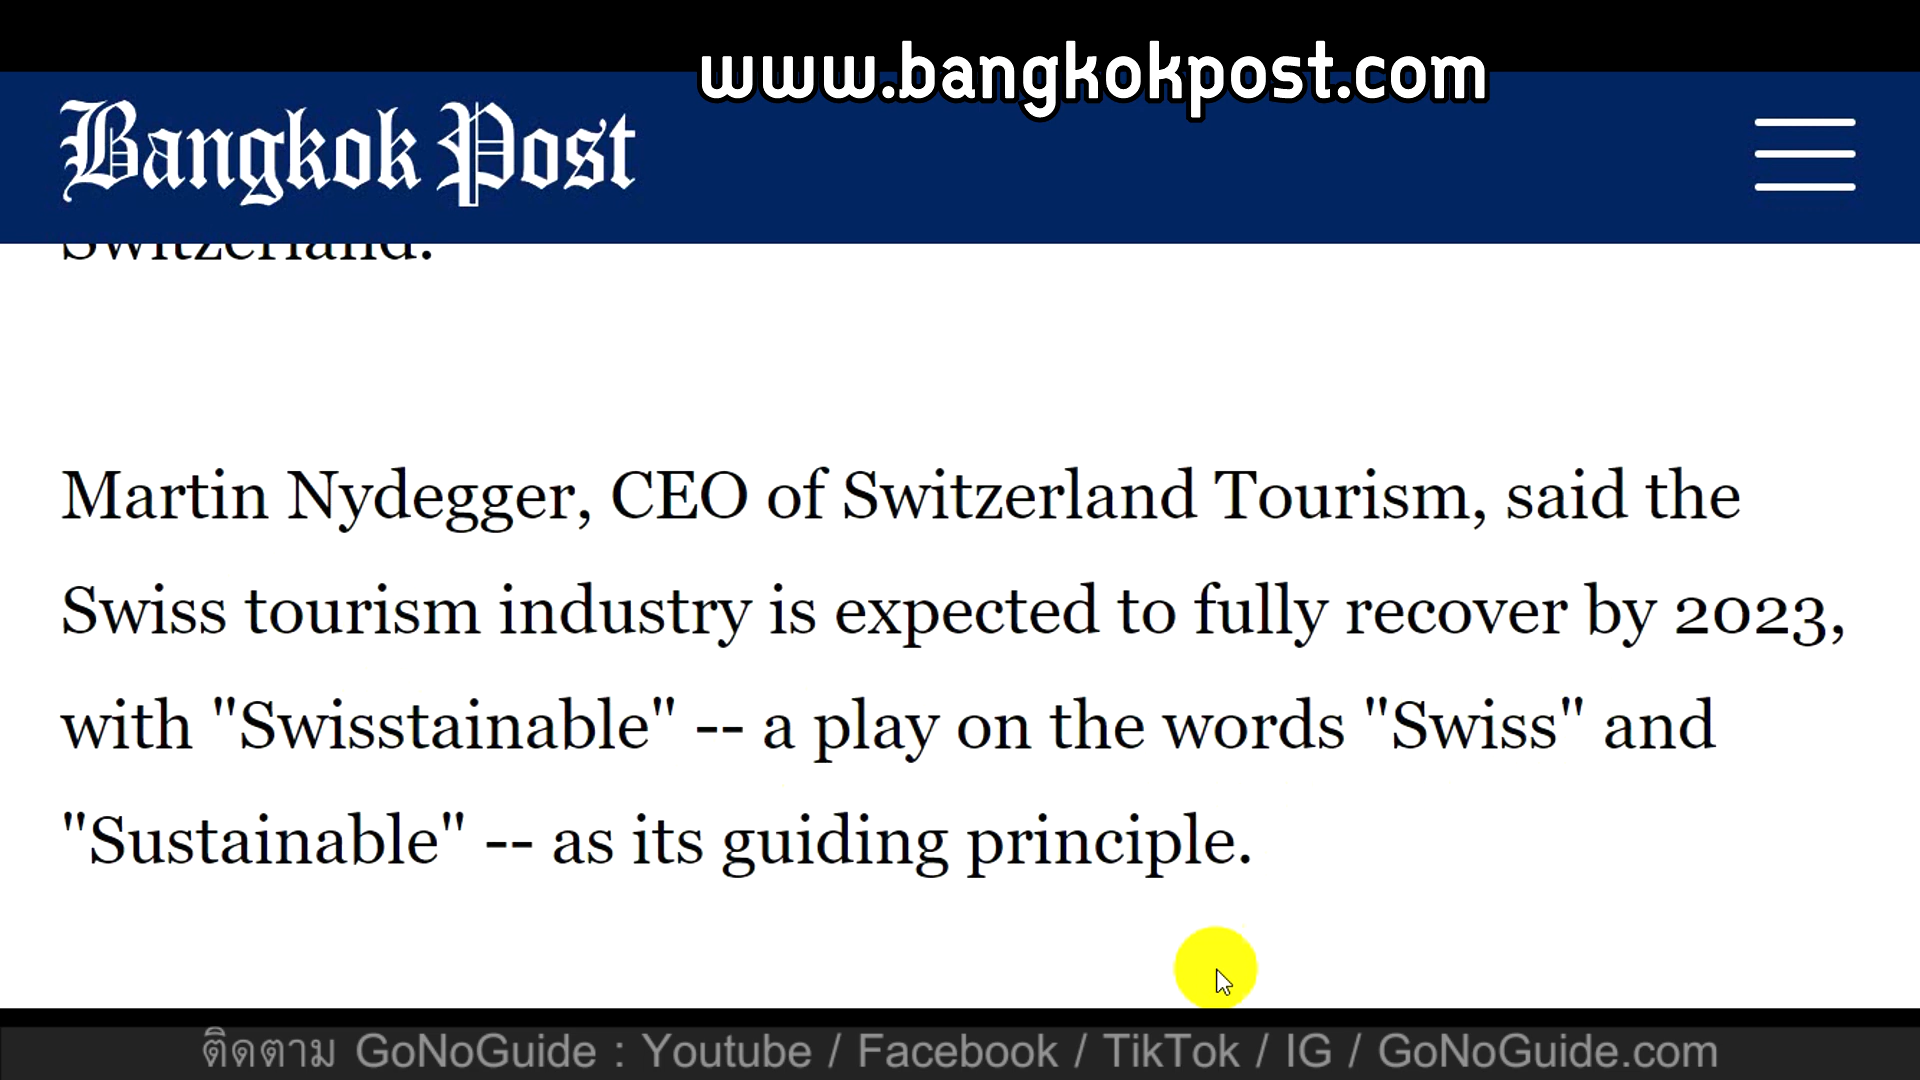 www.bangkokpost.com
Bangkok Post
Switzerland.
Martin Nydegger, CEO of Switzerland Tourism, said the
Swiss tourism industry is expected to fully recover by 2023,
with "Swisstainable" -- a play on the words "Swiss" and
"Sustainable" -- as its guiding principle.
ติดตาม GoNoGuide : Youtube / Facebook / TikTok / IG / GoNoGuide.com